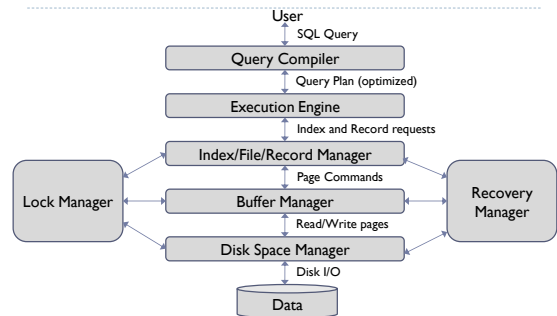 User
SQL Query
Query Compiler
Query Plan (optimized)
Execution Engine
Index and Record requests
Index/File/Record Manager
Page Commands
Lock Manager
Buffer Manager
Recovery
Manager
Read/Write pages
Disk Space Manager
Disk I/O
Data